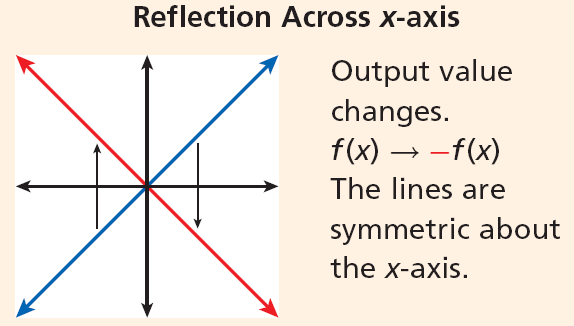 Reflection Across x-axis
Output value
changes.
f(x) → −f(x)
The lines are
symmetric about
the x-axis.